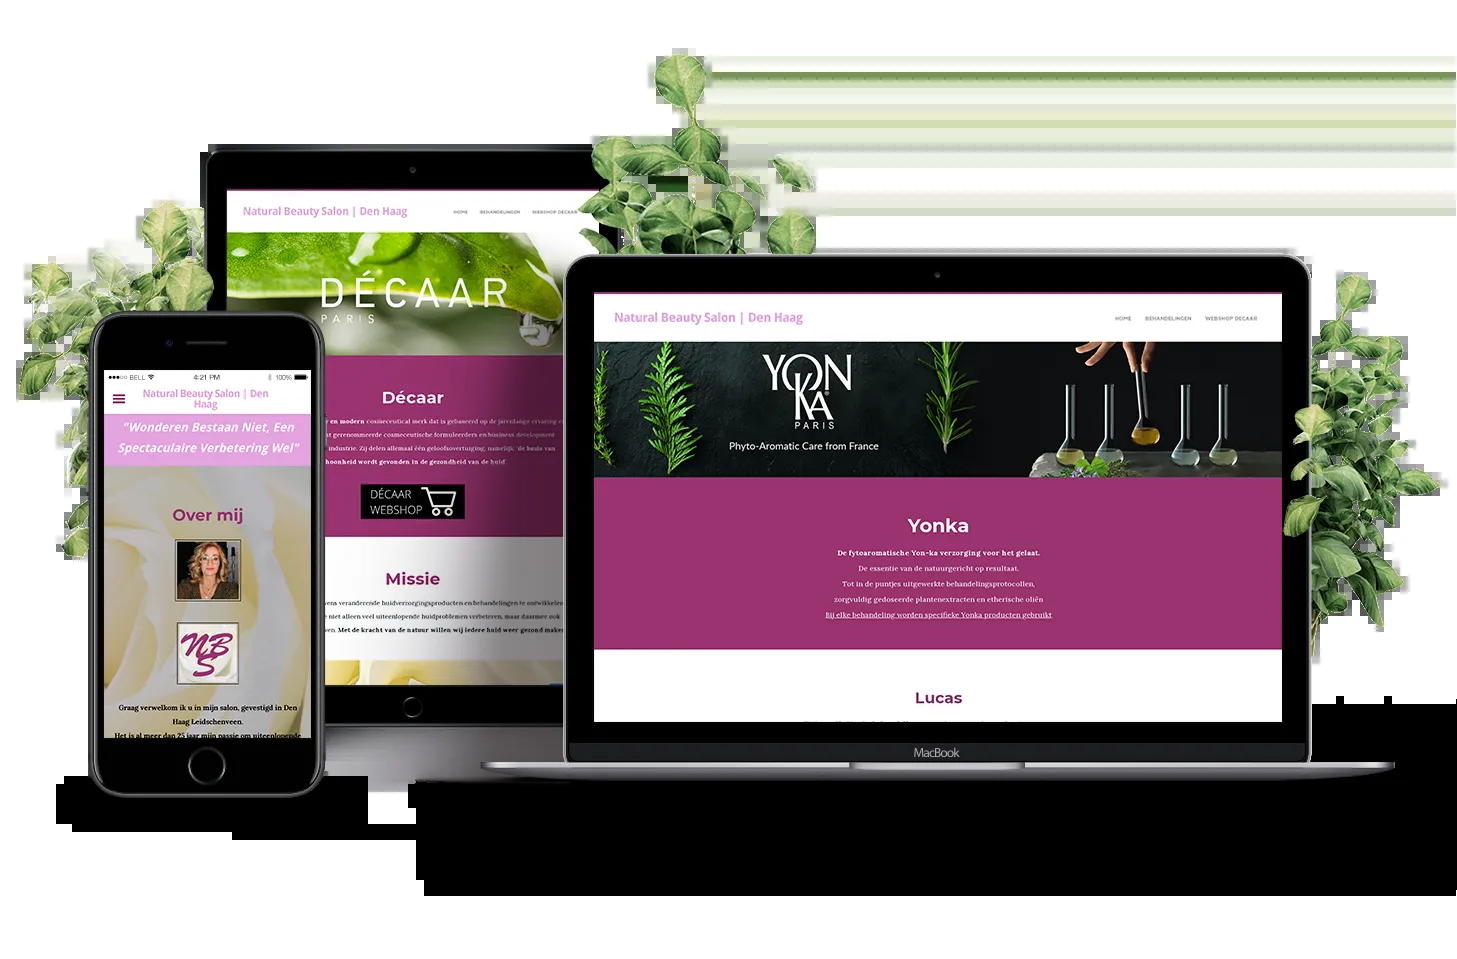 Natural Beauty Salon | Den Haag
HOME BEHANDELINGEN WEBSHOP DECAAR
DÉCAAR
PARIS
Décaar
en modern cosmeceutical merk dat is gebaseerd op de jarenlange ervaring
gerenommeerde cosmeceutische formuleerders en business development
industrie. Zij delen allemaal één geloofsovertuiging, namelijk, 'de basis van
wordt gevonden in de gezondheid van de huid'
DÉCAAR
WEBSHOP
Missie
veranderende huidverzorgingsproducten en behandelingen te ontwikkelen
niet alleen veel uiteenlopende huidproblemen verbeteren, maar daarmee ook
Met de kracht van de natuur willen wij iedere huid weer gezond maken
●●●○○ BELL 4:21 PM 100%
Natural Beauty Salon | Den
Haag
"Wonderen Bestaan Niet, Een
Spectaculaire Verbetering Wel"
Over mij
NBS
Graag verwelkom ik u in mijn salon, gevestigd in Den
Haag Leidschenveen.
Het is al meer dan 25 jaar mijn passie om uiteenlopende
Natural Beauty Salon | Den Haag
HOME BEHANDELINGEN WEBSHOP DECAAR
YON
KA®
PARIS
Phyto-Aromatic Care from France
Yonka
De fytoaromatische Yon-ka verzorging voor het gelaat.
De essentie van de natuurgericht op resultaat.
Tot in de puntjes uitgewerkte behandelingsprotocollen,
zorgvuldig gedoseerde plantenextracten en etherische oliën
Bij elke behandeling worden specifieke Yonka producten gebruikt
Lucas
MacBook